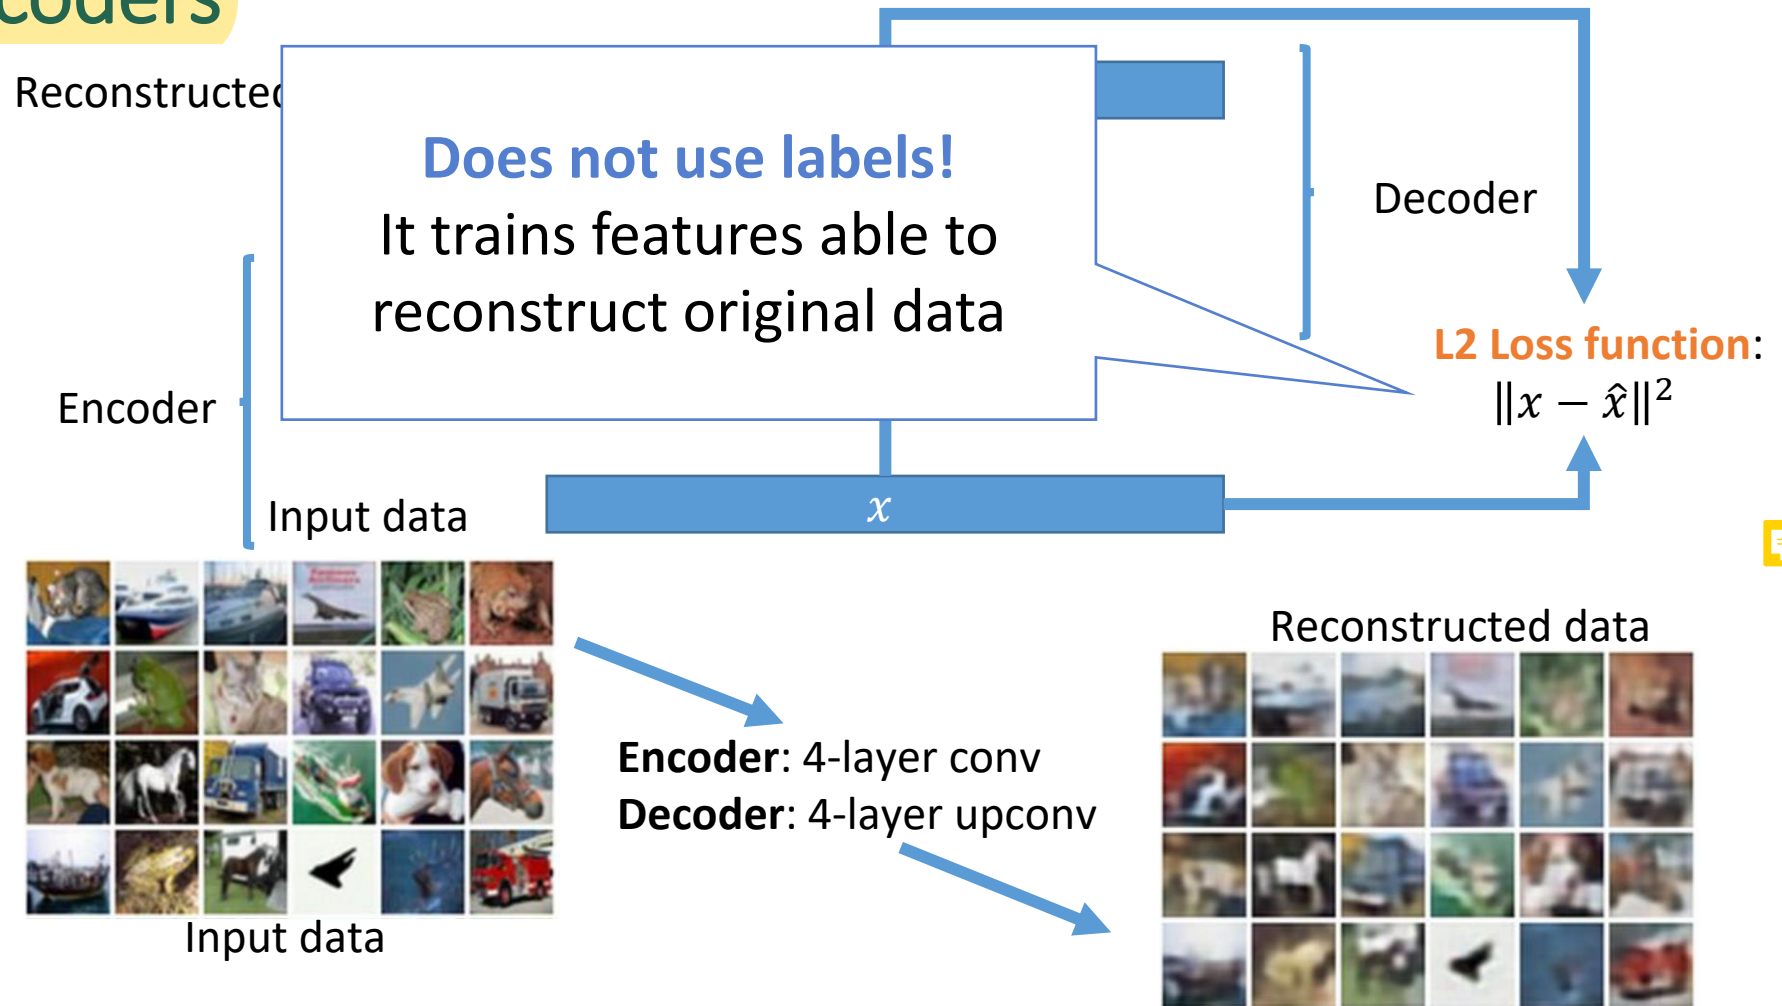 coders
Reconstructed
Does not use labels!
It trains features able to
reconstruct original data
Decoder
L2 Loss function:
‖x − x̂‖²
Encoder
Input data
x
Reconstructed data
Encoder: 4-layer conv
Decoder: 4-layer upconv
Input data